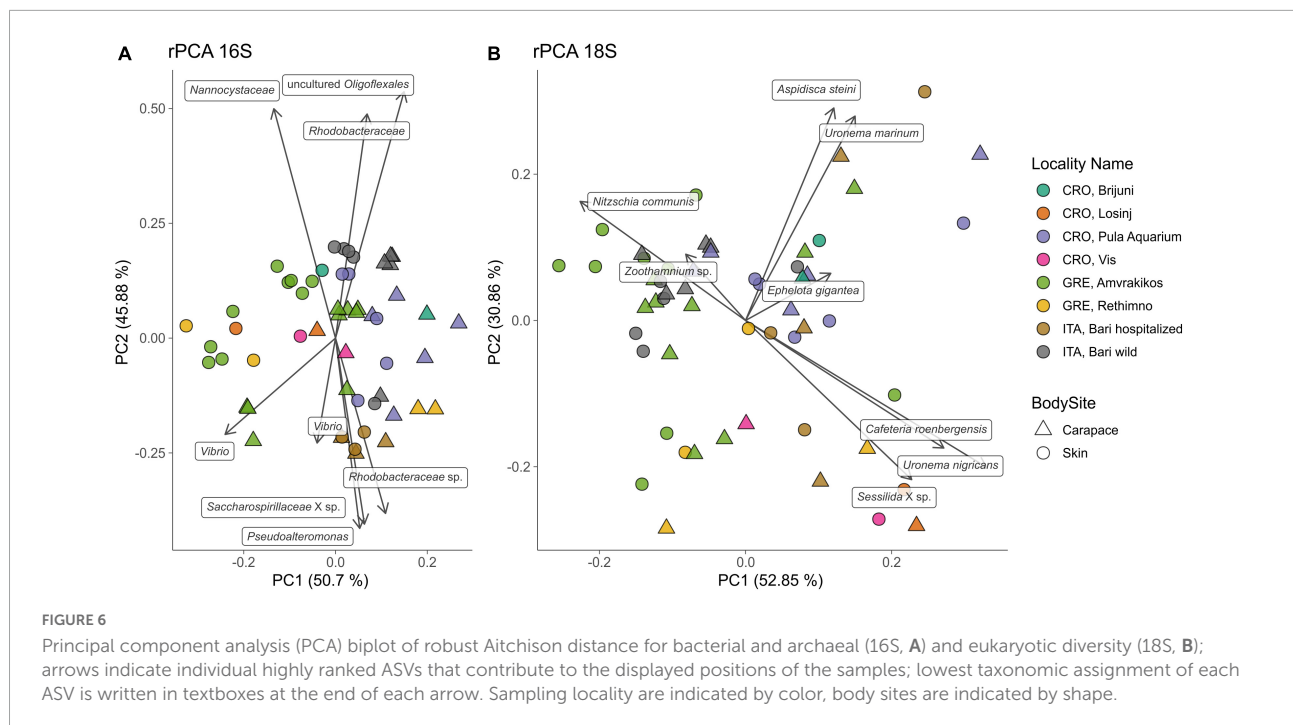 A rPCA 16S
Nannocystaceae
uncultured Oligoflexales
Rhodobacteraceae
Vibrio
Vibrio
Rhodobacteraceae sp.
Saccharospirillaceae X sp.
Pseudoalteromonas
0.50
0.25
0.00
-0.25
PC2 (45.88 %)
-0.2 0.0 0.2
PC1 (50.7 %)
B rPCA 18S
Aspidisca steini
Uronema marinum
Nitzschia communis
Zoothamnium sp.
Ephelota gigantea
Cafeteria roenbergensis
Uronema nigricans
Sessilida X sp.
0.2
0.0
-0.2
PC2 (30.86 %)
-0.2 0.0 0.2
PC1 (52.85 %)
Locality Name
CRO, Brijuni
CRO, Losinj
CRO, Pula Aquarium
CRO, Vis
GRE, Amvrakikos
GRE, Rethimno
ITA, Bari hospitalized
ITA, Bari wild
BodySite
Carapace
Skin
FIGURE 6
Principal component analysis (PCA) biplot of robust Aitchison distance for bacterial and archaeal (16S, A) and eukaryotic diversity (18S, B);
arrows indicate individual highly ranked ASVs that contribute to the displayed positions of the samples; lowest taxonomic assignment of each
ASV is written in textboxes at the end of each arrow. Sampling locality are indicated by color, body sites are indicated by shape.